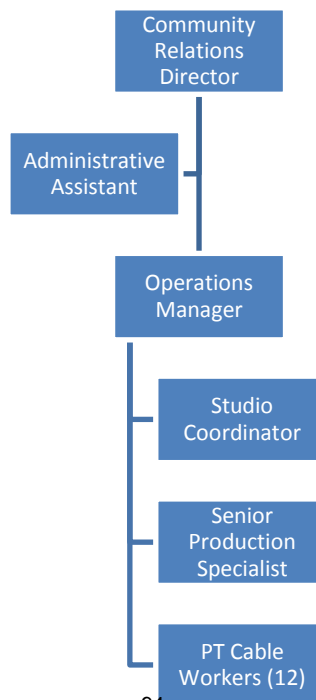 Community
Relations
Director
Administrative
Assistant
Operations
Manager
Studio
Coordinator
Senior
Production
Specialist
PT Cable
Workers (12)